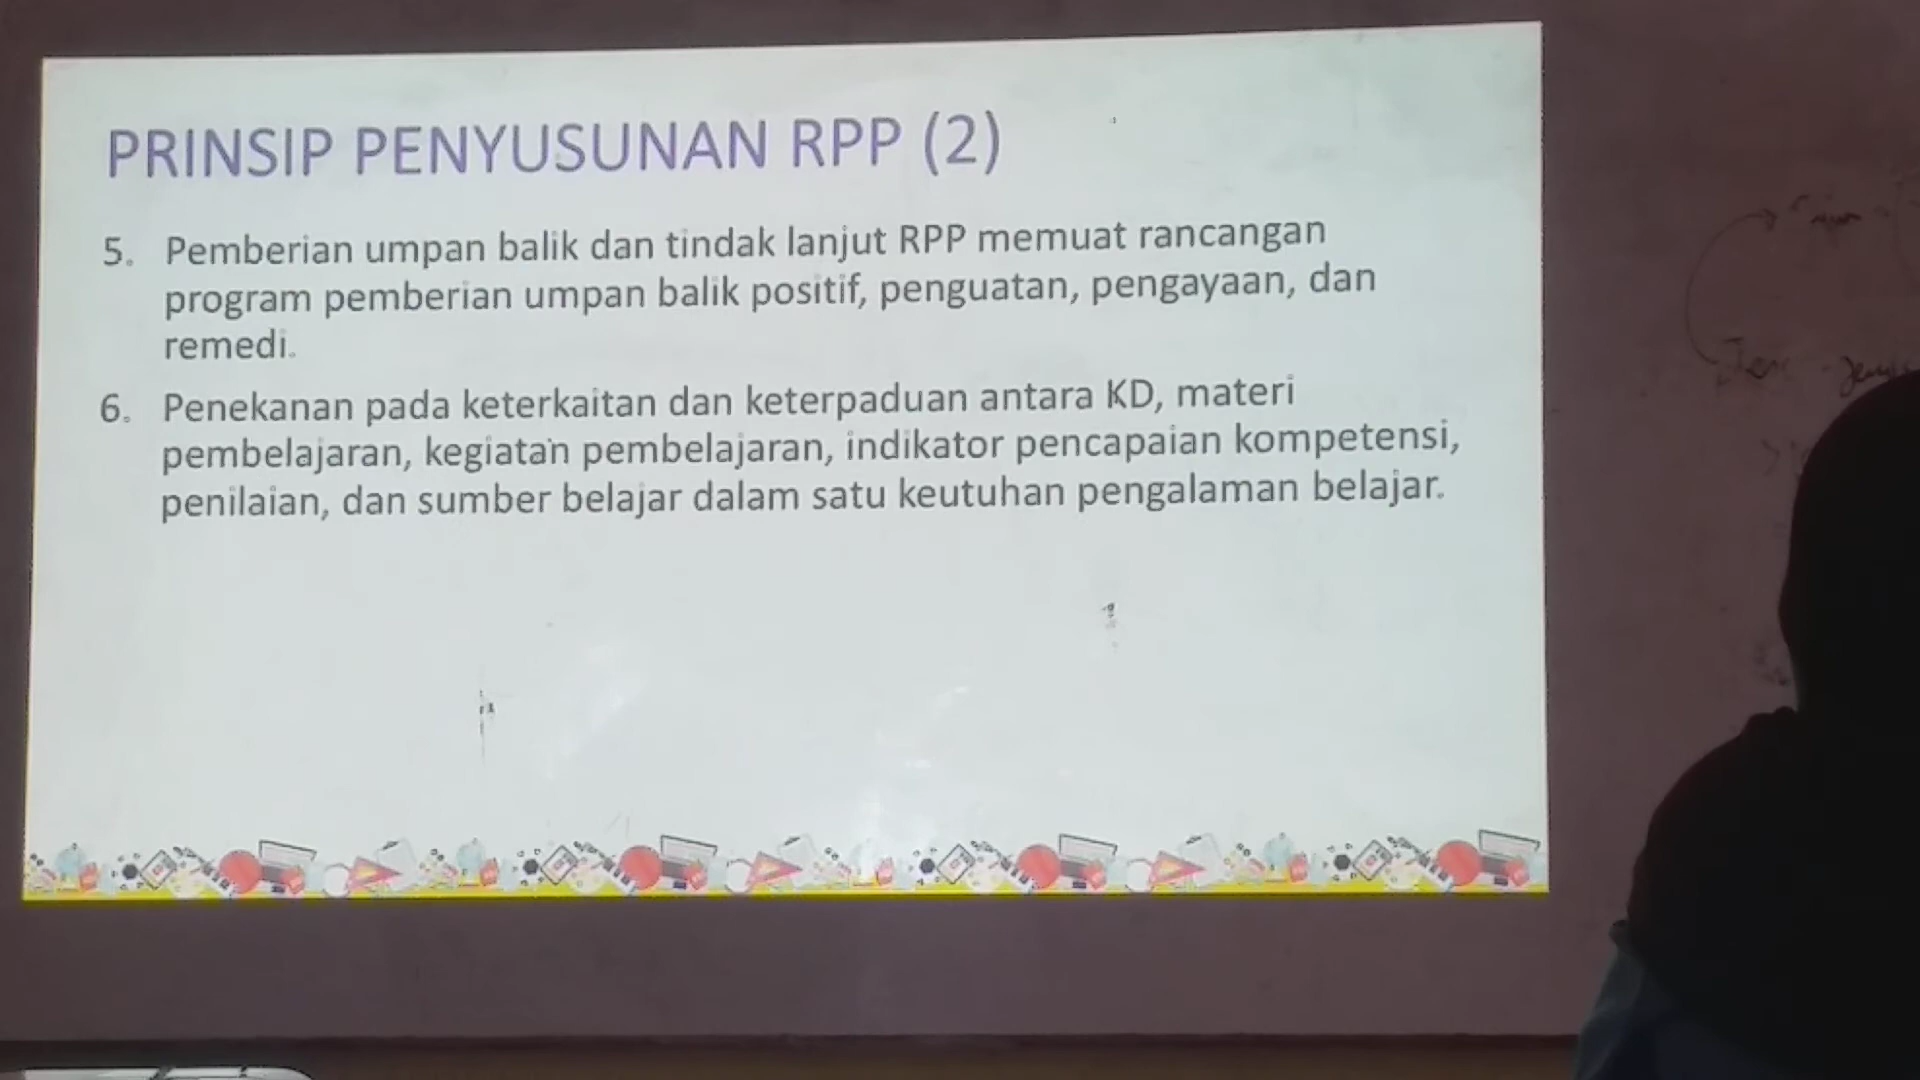 PRINSIP PENYUSUNAN RPP (2)
5. Pemberian umpan balik dan tindak lanjut RPP memuat rancangan
program pemberian umpan balik positif, penguatan, pengayaan, dan
remedi.
6. Penekanan pada keterkaitan dan keterpaduan antara KD, materi
pembelajaran, kegiatan pembelajaran, indikator pencapaian kompetensi,
penilaian, dan sumber belajar dalam satu keutuhan pengalaman belajar.